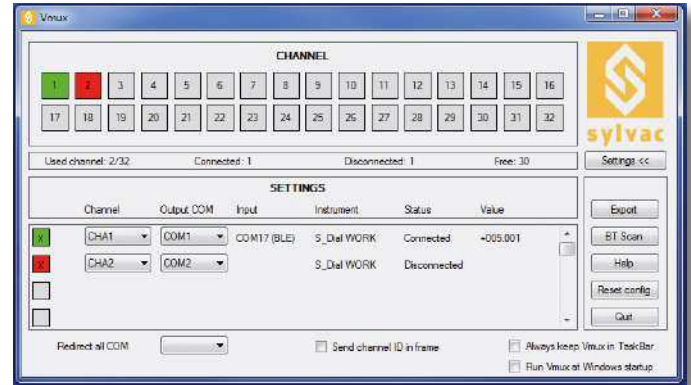 Vmux
CHANNEL
1 2 3 4 5 6 7 8 9 10 11 12 13 14 15 16
17 18 19 20 21 22 23 24 25 26 27 28 29 30 31 32
sylvac
Used channel: 2/32 Connected: 1 Disconnected: 1 Free: 30 Settings <<
SETTINGS
Channel Output COM Input Instrument Status Value Export
X CHA1 COM1 COM17 (BLE) S_Dial WORK Connected +005.001 BT Scan
X CHA2 COM2 S_Dial WORK Disconnected Help
Reset config
Quit
Redirect all COM Send channel ID in frame Always keep Vmux in TaskBar
Run Vmux at Windows startup